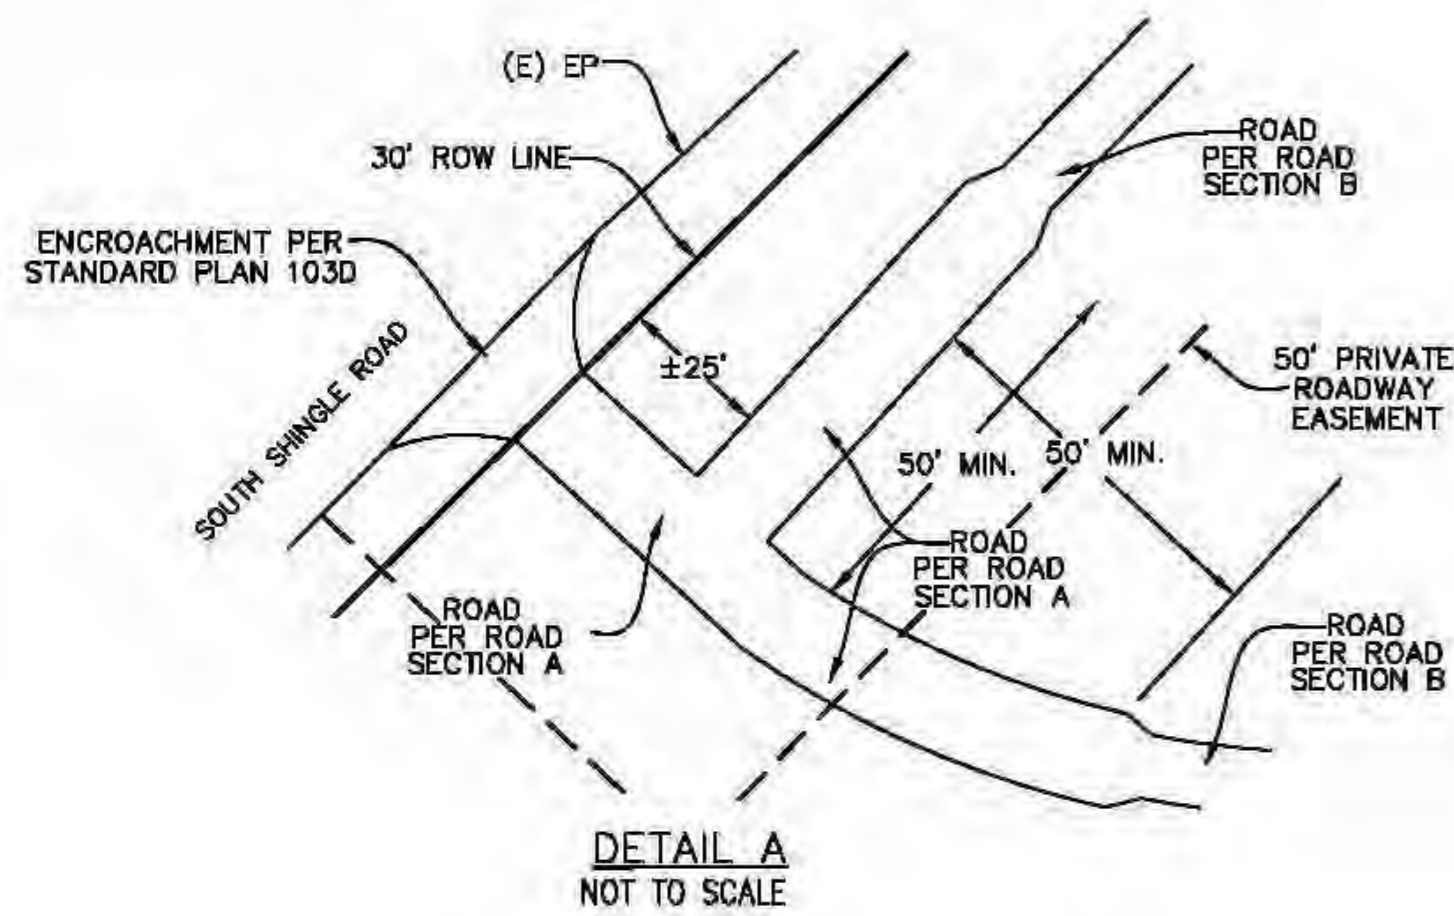 (E) EP
30' ROW LINE
ENCROACHMENT PER
STANDARD PLAN 103D
SOUTH SHINGLE ROAD
±25'
ROAD
PER ROAD
SECTION B
50' PRIVATE
ROADWAY
EASEMENT
50' MIN.
50' MIN.
ROAD
PER ROAD
SECTION A
ROAD
PER ROAD
SECTION A
ROAD
PER ROAD
SECTION B
DETAIL A
NOT TO SCALE